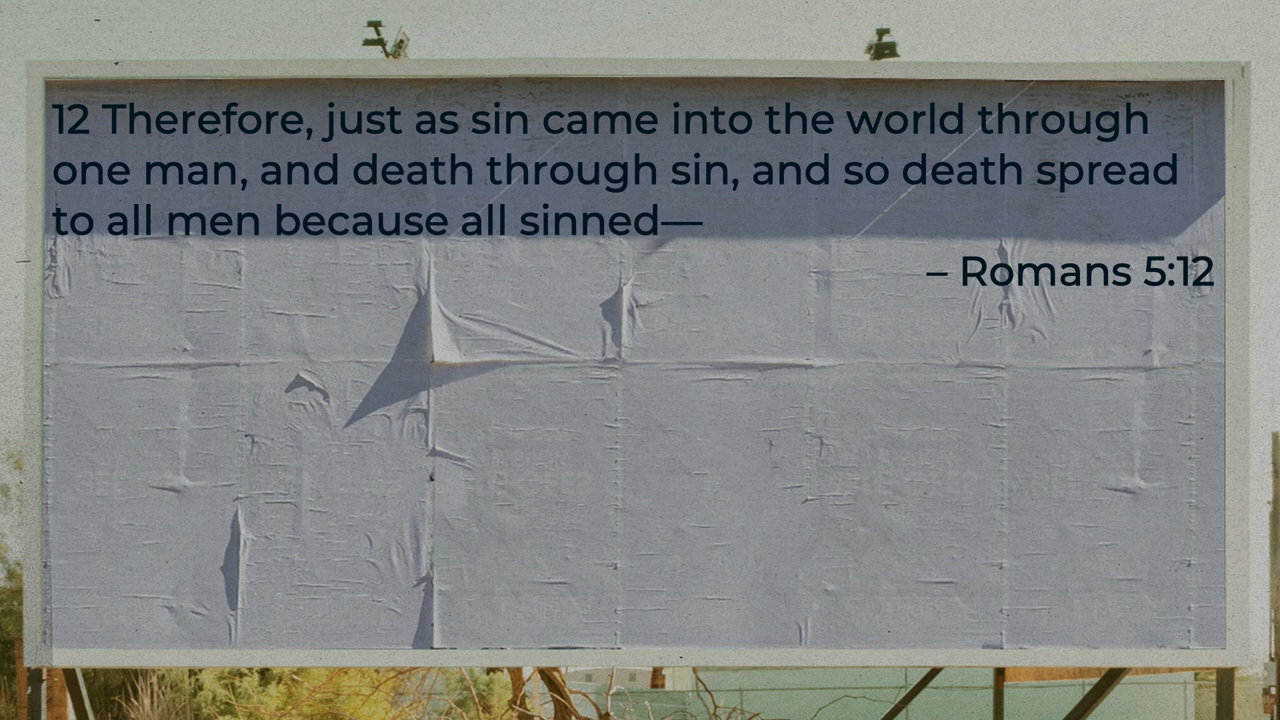 12 Therefore, just as sin came into the world through
one man, and death through sin, and so death spread
to all men because all sinned—
– Romans 5:12